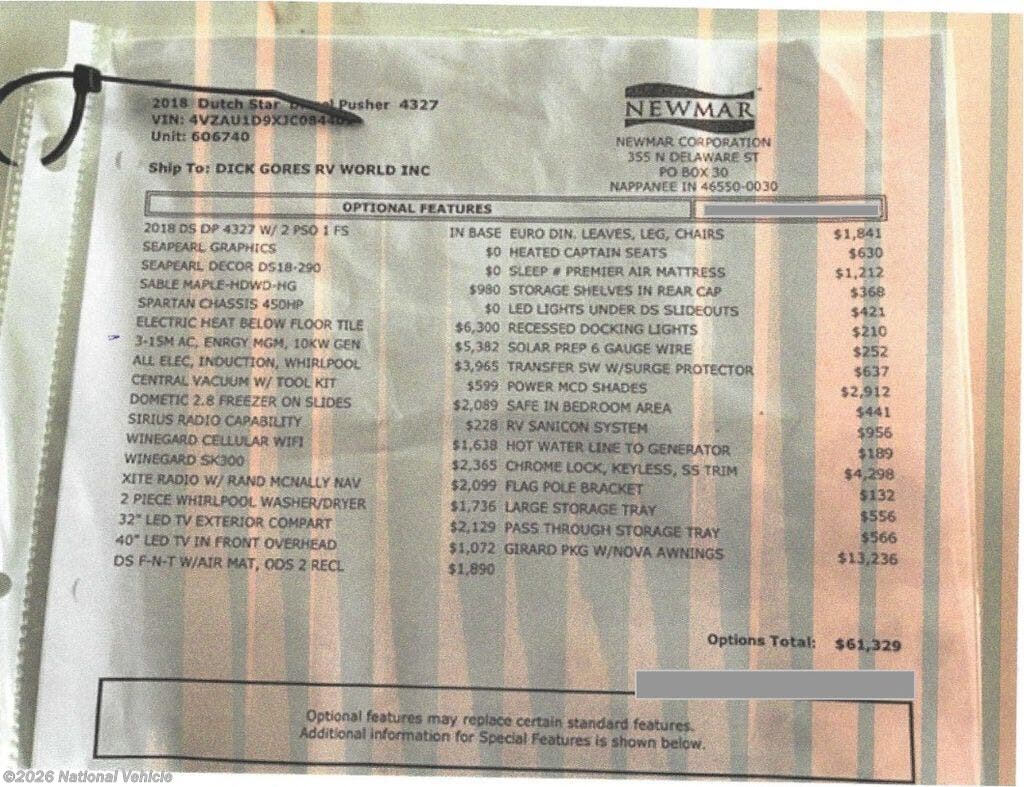 2018 Dutch Star Diesel Pusher 4327
Unit: 606740
Ship To: DICK GORES RV WORLD INC
NEWMAR
NEWMAR CORPORATION
355 N DELAWARE ST
PO BOX 30
NAPPANEE IN 46550-0030
OPTIONAL FEATURES
2018 DS DP 4327 W/ 2 PSO 1 FS IN BASE EURO DIN. LEAVES, LEG, CHAIRS $1,841
SEAPEARL GRAPHICS $0 HEATED CAPTAIN SEATS $630
SEAPEARL DECOR DS18-290 $0 SLEEP # PREMIER AIR MATTRESS $1,212
SABLE MAPLE-HDWD-HG $980 STORAGE SHELVES IN REAR CAP $368
SPARTAN CHASSIS 450HP $0 LED LIGHTS UNDER DS SLIDEOUTS $421
ELECTRIC HEAT BELOW FLOOR TILE $6,300 RECESSED DOCKING LIGHTS $210
3-15M AC, ENRGY MGM, 10KW GEN $5,382 SOLAR PREP 6 GAUGE WIRE $252
ALL ELEC, INDUCTION, WHIRLPOOL $3,965 TRANSFER SW W/SURGE PROTECTOR $637
CENTRAL VACUUM W/ TOOL KIT $599 POWER MCD SHADES $2,912
DOMETIC 2.8 FREEZER ON SLIDES $2,089 SAFE IN BEDROOM AREA $441
SIRIUS RADIO CAPABILITY $228 RV SANICON SYSTEM $956
WINEGARD CELLULAR WIFI $1,638 HOT WATER LINE TO GENERATOR $189
WINEGARD SK300 $2,365 CHROME LOCK, KEYLESS, SS TRIM $4,298
XITE RADIO W/ RAND MCNALLY NAV $2,099 FLAG POLE BRACKET $132
2 PIECE WHIRLPOOL WASHER/DRYER $1,736 LARGE STORAGE TRAY $556
32" LED TV EXTERIOR COMPART $2,129 PASS THROUGH STORAGE TRAY $566
40" LED TV IN FRONT OVERHEAD $1,072 GIRARD PKG W/NOVA AWNINGS $13,236
DS F-N-T W/AIR MAT, ODS 2 RECL $1,890
Options Total: $61,329
Optional features may replace certain standard features.
Additional information for Special Features is shown below.
©2026 National Vehicle